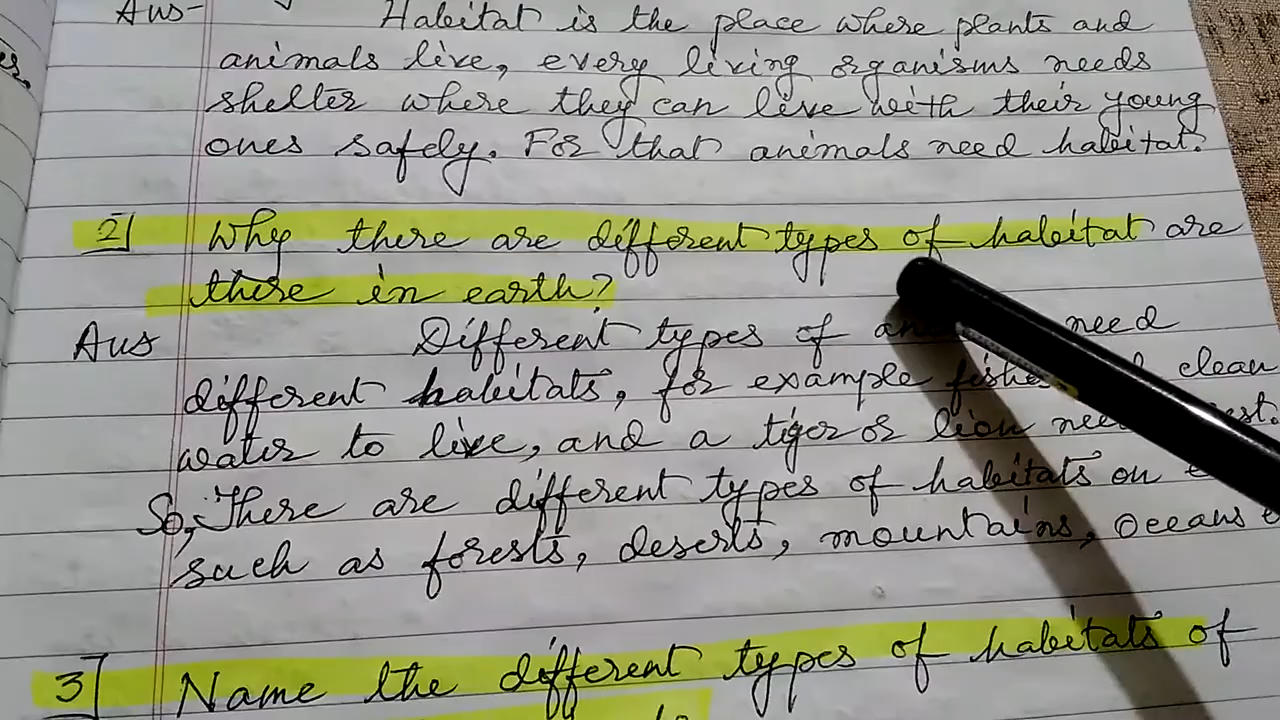 Ans- Habitat is the place where plants and
animals live, every living organisms needs
shelter where they can live with their young
ones safely. For that animals need habitat.
2] Why there are different types of habitat are
there in earth?
Ans Different types of need
different habitats, for example clean
water to live, and a tiger or lion
So, There are different types of habitats on
such as forests, deserts, mountains, oceans
3] Name the different types of habitats of